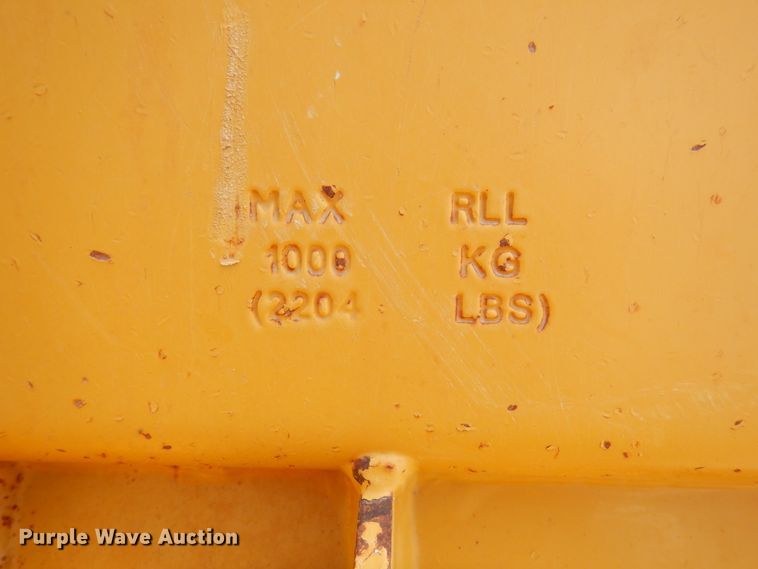 MAX RLL
1000 KG
(2204 LBS)
Purple Wave Auction